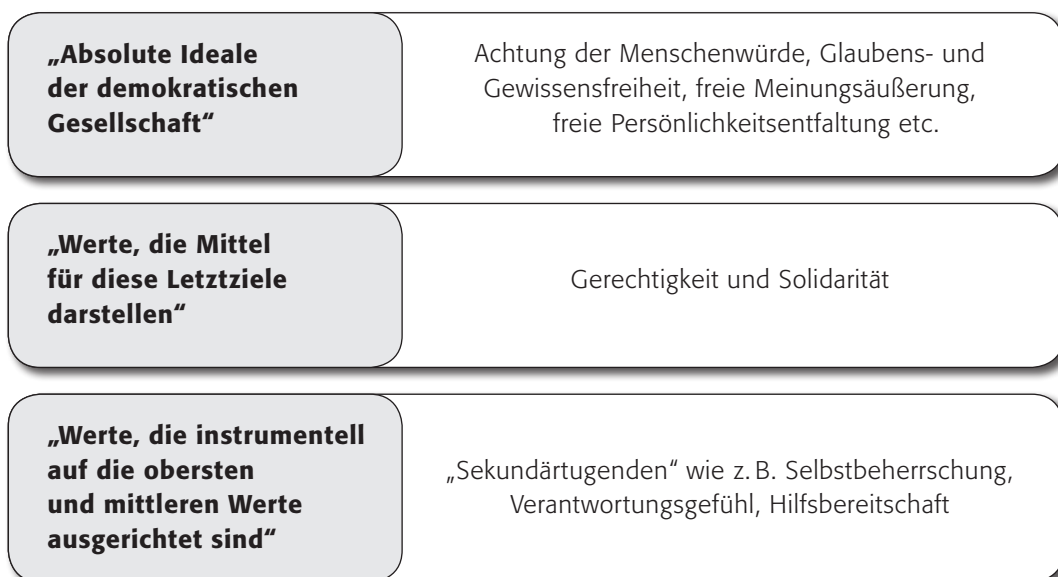 „Absolute Ideale
der demokratischen
Gesellschaft“
Achtung der Menschenwürde, Glaubens- und
Gewissensfreiheit, freie Meinungsäußerung,
freie Persönlichkeitsentfaltung etc.
„Werte, die Mittel
für diese Letztziele
darstellen“
Gerechtigkeit und Solidarität
„Werte, die instrumentell
auf die obersten
und mittleren Werte
ausgerichtet sind“
„Sekundärtugenden“ wie z. B. Selbstbeherrschung,
Verantwortungsgefühl, Hilfsbereitschaft